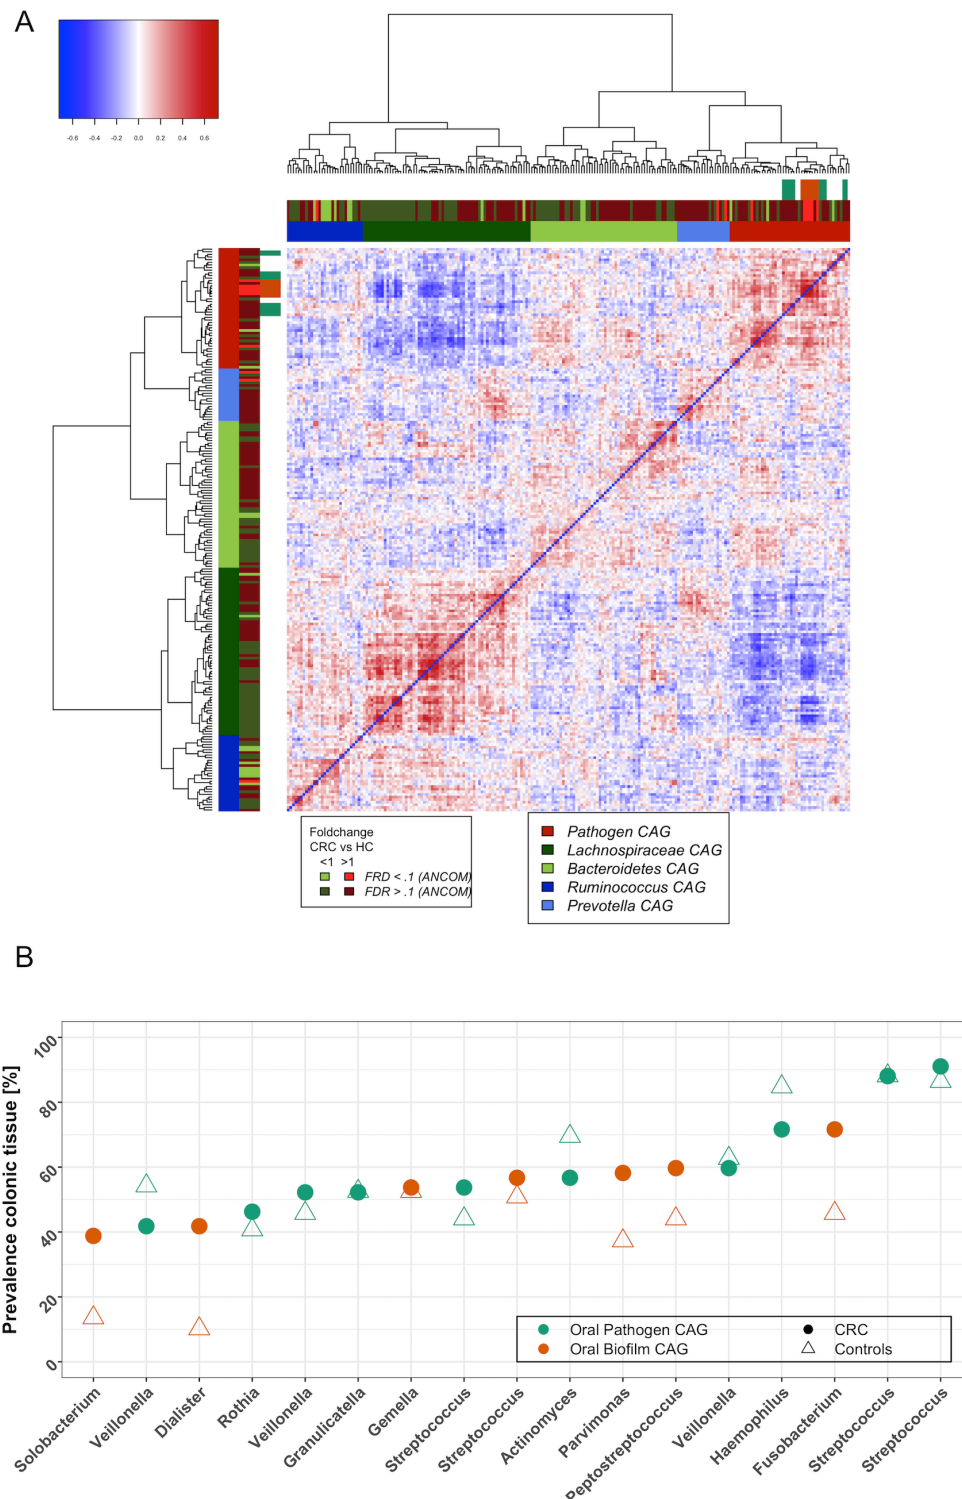 A
-0.6 -0.4 -0.2 0.0 0.2 0.4 0.6
Foldchange
CRC vs HC
<1 >1
FRD < .1 (ANCOM)
FDR > .1 (ANCOM)
Pathogen CAG
Lachnospiraceae CAG
Bacteroidetes CAG
Ruminococcus CAG
Prevotella CAG
B
Prevalence colonic tissue [%]
100
80
60
40
20
0
Oral Pathogen CAG
Oral Biofilm CAG
CRC
Controls
Solobacterium
Veillonella
Dialister
Rothia
Veillonella
Granulicatella
Gemella
Streptococcus
Streptococcus
Actinomyces
Parvimonas
Peptostreptococcus
Veillonella
Haemophilus
Fusobacterium
Streptococcus
Streptococcus